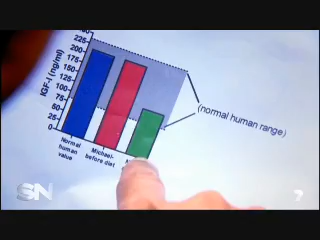 IGF-I (ng/ml)
225
200
175
150
125
100
75
50
25
0
Normal
human
value
Michael-
before diet
(normal human range)
SN
7